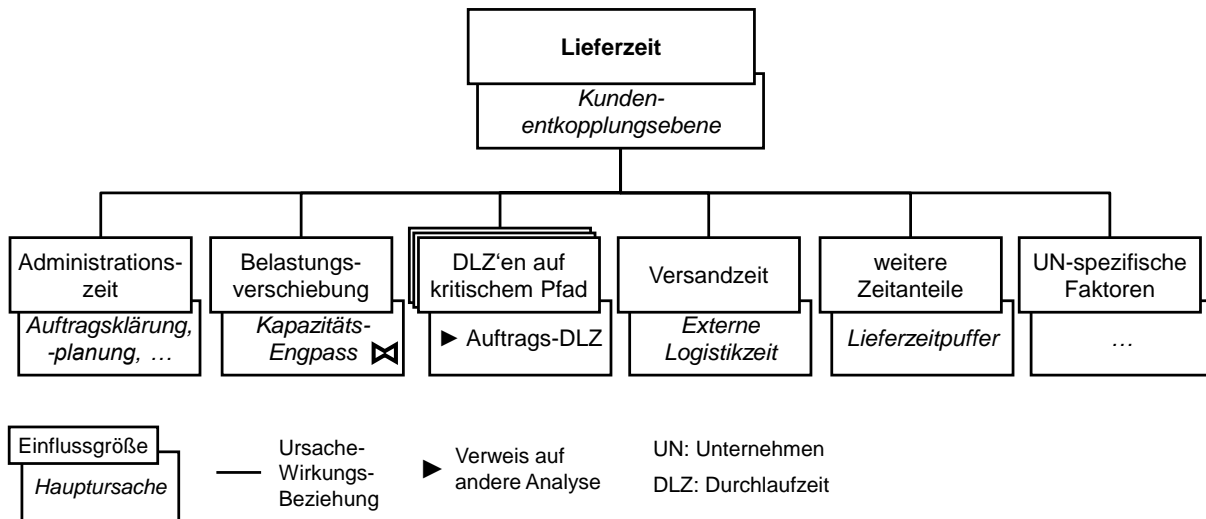 Lieferzeit
Kunden-
entkopplungsebene
Administrations-
zeit
Auftragsklärung,
-planung, …
Belastungs-
verschiebung
Kapazitäts-
Engpass
DLZ‘en auf
kritischem Pfad
► Auftrags-DLZ
Versandzeit
Externe
Logistikzeit
weitere
Zeitanteile
Lieferzeitpuffer
UN-spezifische
Faktoren
…
Einflussgröße
Hauptursache
Ursache-
Wirkungs-
Beziehung
Verweis auf
andere Analyse
UN: Unternehmen
DLZ: Durchlaufzeit